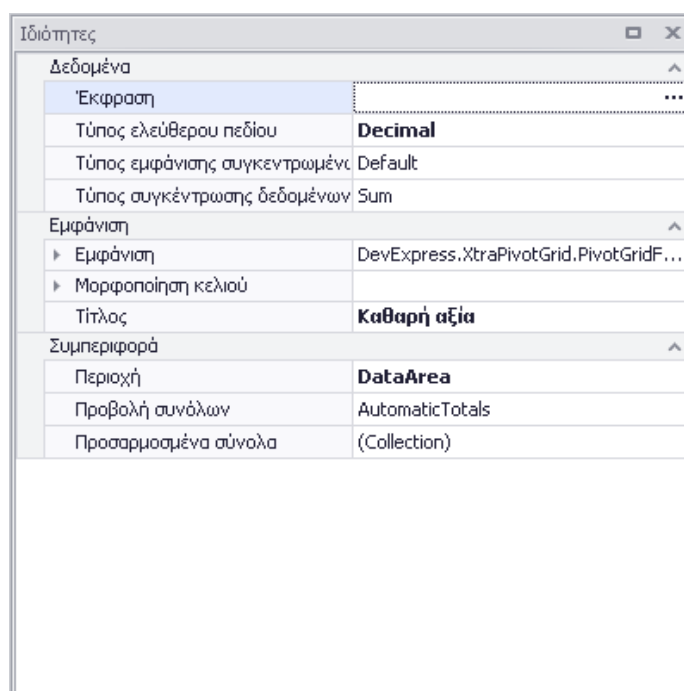 Ιδιότητες
Δεδομένα
Έκφραση ...
Τύπος ελεύθερου πεδίου Decimal
Τύπος εμφάνισης συγκεντρωμένο Default
Τύπος συγκέντρωσης δεδομένων Sum
Εμφάνιση
Εμφάνιση DevExpress.XtraPivotGrid.PivotGridF...
Μορφοποίηση κελιού
Τίτλος Καθαρή αξία
Συμπεριφορά
Περιοχή DataArea
Προβολή συνόλων AutomaticTotals
Προσαρμοσμένα σύνολα (Collection)